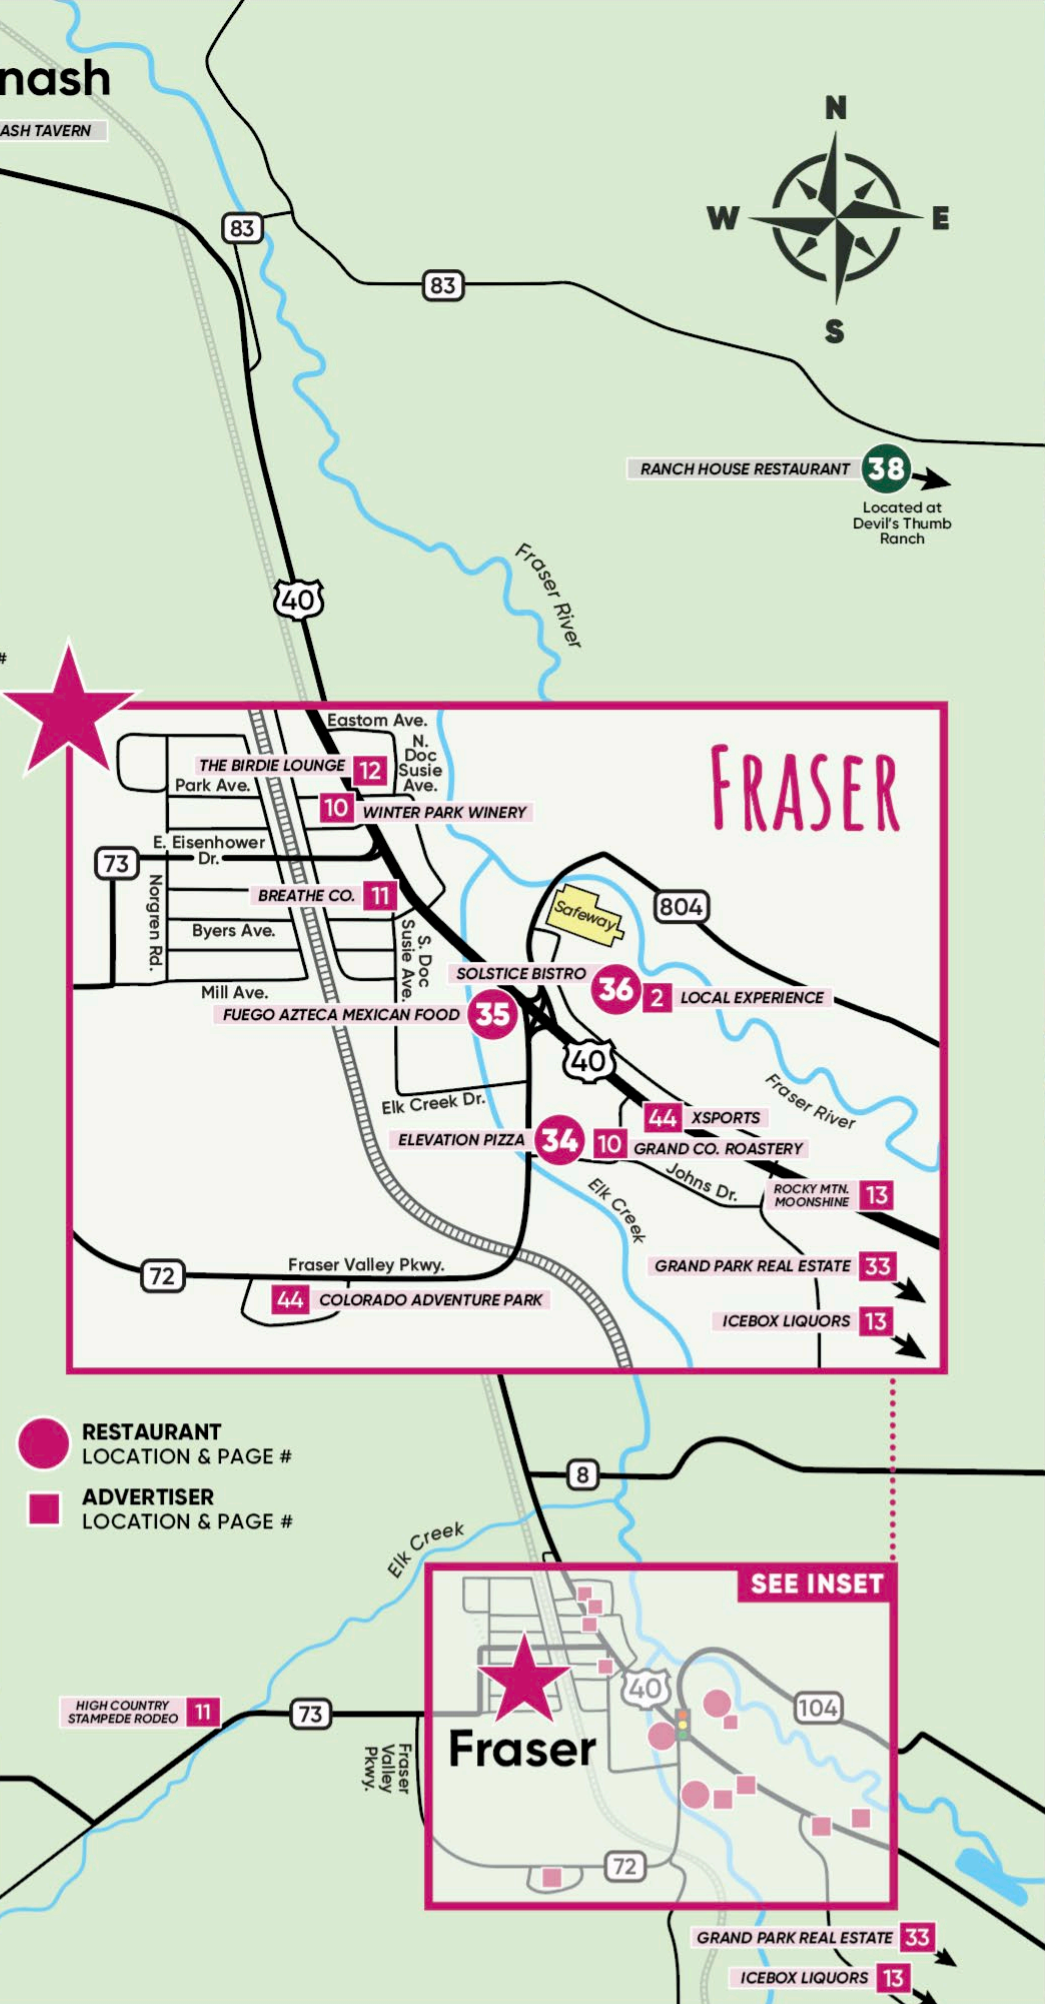 nash
ASH TAVERN
N
W
E
S
83
83
RANCH HOUSE RESTAURANT 38
Located at
Devil's Thumb
Ranch
Fraser River
40
#
FRASER
Eastom Ave.
N.
Doc
Susie
Ave.
THE BIRDIE LOUNGE 12
Park Ave.
10 WINTER PARK WINERY
E. Eisenhower
Dr.
73
Norgren Rd.
BREATHE CO. 11
Safeway
804
Byers Ave.
S. Doc
Susie Ave.
SOLSTICE BISTRO 36
2 LOCAL EXPERIENCE
Mill Ave.
FUEGO AZTECA MEXICAN FOOD 35
40
Fraser River
Elk Creek Dr.
44 XSPORTS
ELEVATION PIZZA 34
10 GRAND CO. ROASTERY
Johns Dr.
Elk Creek
ROCKY MTN.
MOONSHINE 13
Fraser Valley Pkwy.
72
GRAND PARK REAL ESTATE 33
44 COLORADO ADVENTURE PARK
ICEBOX LIQUORS 13
RESTAURANT
LOCATION & PAGE #
ADVERTISER
LOCATION & PAGE #
8
Elk Creek
SEE INSET
40
104
HIGH COUNTRY
STAMPEDE RODEO 11
73
Fraser
Valley
Pkwy.
Fraser
72
GRAND PARK REAL ESTATE 33
ICEBOX LIQUORS 13